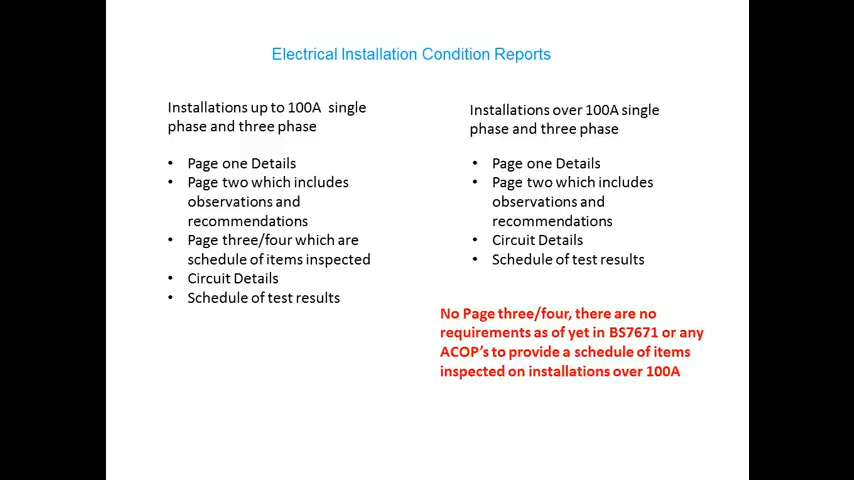 Electrical Installation Condition Reports
Installations up to 100A single
phase and three phase
• Page one Details
• Page two which includes
observations and
recommendations
• Page three/four which are
schedule of items inspected
• Circuit Details
• Schedule of test results
Installations over 100A single
phase and three phase
• Page one Details
• Page two which includes
observations and
recommendations
• Circuit Details
• Schedule of test results
No Page three/four, there are no
requirements as of yet in BS7671 or any
ACOP’s to provide a schedule of items
inspected on installations over 100A